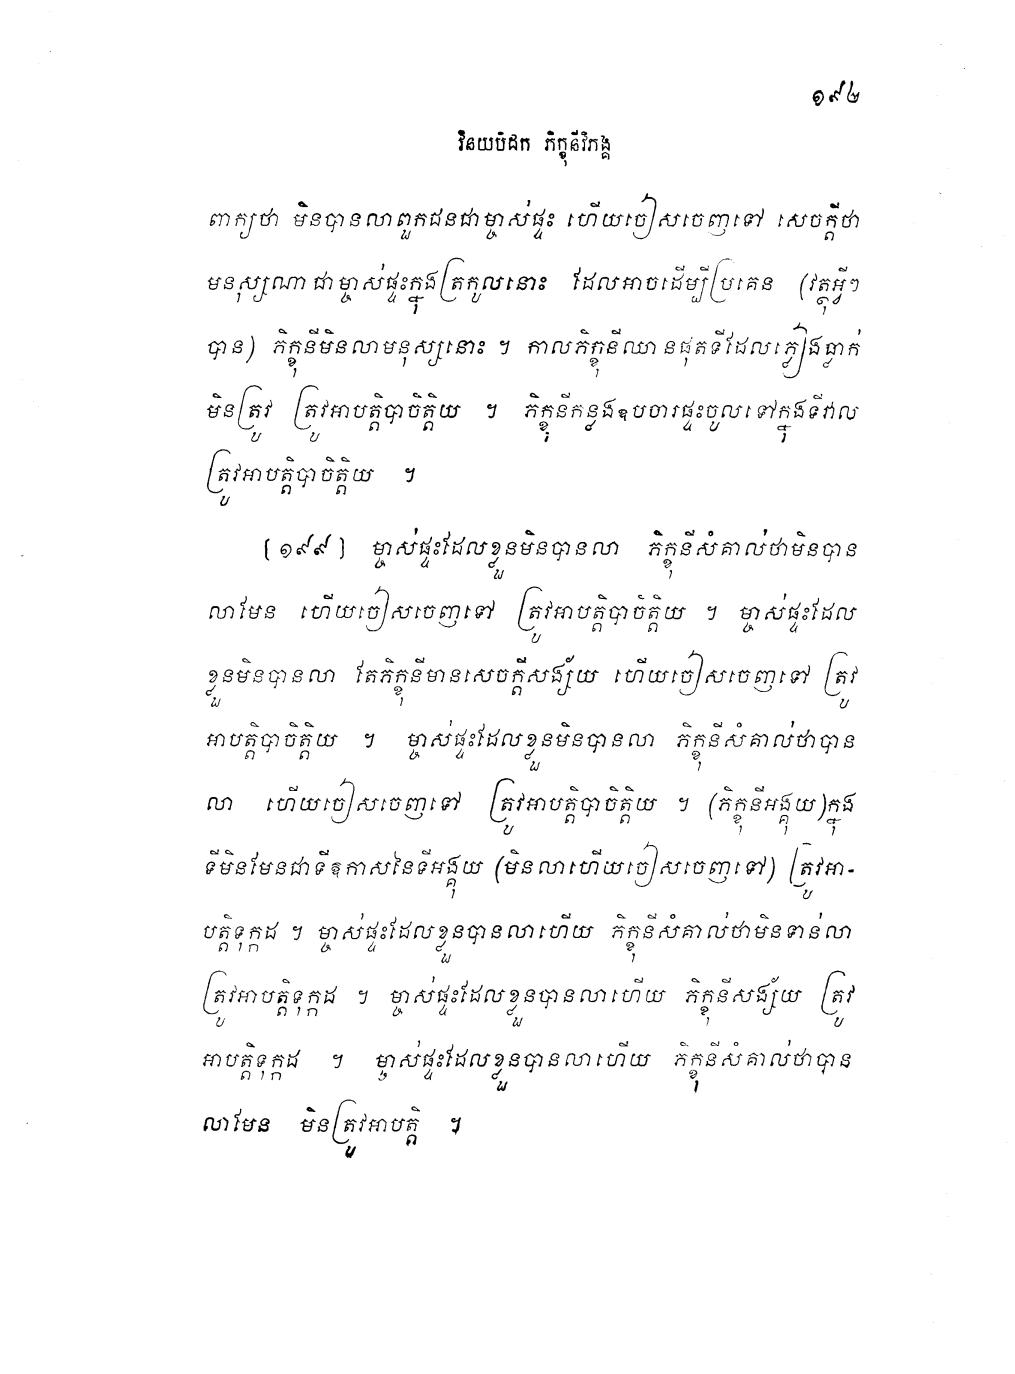 ១៩៤
វិនយបិដក ភិក្ខុនីវិភង្គ
ពាក្យថា មិនបានលាពួកជនជាម្ចាស់ផ្ទះ ហើយចៀសចេញទៅ សេចក្តីថា
មនុស្សណាជាម្ចាស់ផ្ទះក្នុងត្រកូលនោះ ដែលអាចដើម្បីប្រគេន (វត្ថុអ្វីៗ
បាន) ភិក្ខុនីមិនលាមនុស្សនោះ ។ កាលភិក្ខុនីឈានផុតទីដែលភ្លៀងធ្លាក់
មិនត្រូវ ត្រូវអាបត្តិបាចិត្តិយ ។ ភិក្ខុនីកន្លងឧបចារផ្ទះចូលទៅក្នុងទីវាល
ត្រូវអាបត្តិបាចិត្តិយ ។
[១៩៩] ម្ចាស់ផ្ទះដែលខ្លួនមិនបានលា ភិក្ខុនីសំគាល់ថាមិនបាន
លាមែន ហើយចៀសចេញទៅ ត្រូវអាបត្តិបាចិត្តិយ ។ ម្ចាស់ផ្ទះដែល
ខ្លួនមិនបានលា តែភិក្ខុនីមានសេចក្តីសង្ស័យ ហើយចៀសចេញទៅ ត្រូវ
អាបត្តិបាចិត្តិយ ។ ម្ចាស់ផ្ទះដែលខ្លួនមិនបានលា ភិក្ខុនីសំគាល់ថាបាន
លា ហើយចៀសចេញទៅ ត្រូវអាបត្តិបាចិត្តិយ ។ (ភិក្ខុនីអង្គុយ)ក្នុង
ទីមិនមែនជាទីឱកាសនៃទីអង្គុយ (មិនលាហើយចៀសចេញទៅ) ត្រូវអា-
បត្តិទុក្កដ ។ ម្ចាស់ផ្ទះដែលខ្លួនបានលាហើយ ភិក្ខុនីសំគាល់ថាមិនទាន់លា
ត្រូវអាបត្តិទុក្កដ ។ ម្ចាស់ផ្ទះដែលខ្លួនបានលាហើយ ភិក្ខុនីសង្ស័យ ត្រូវ
អាបត្តិទុក្កដ ។ ម្ចាស់ផ្ទះដែលខ្លួនបានលាហើយ ភិក្ខុនីសំគាល់ថាបាន
លាមែន មិនត្រូវអាបត្តិ ។